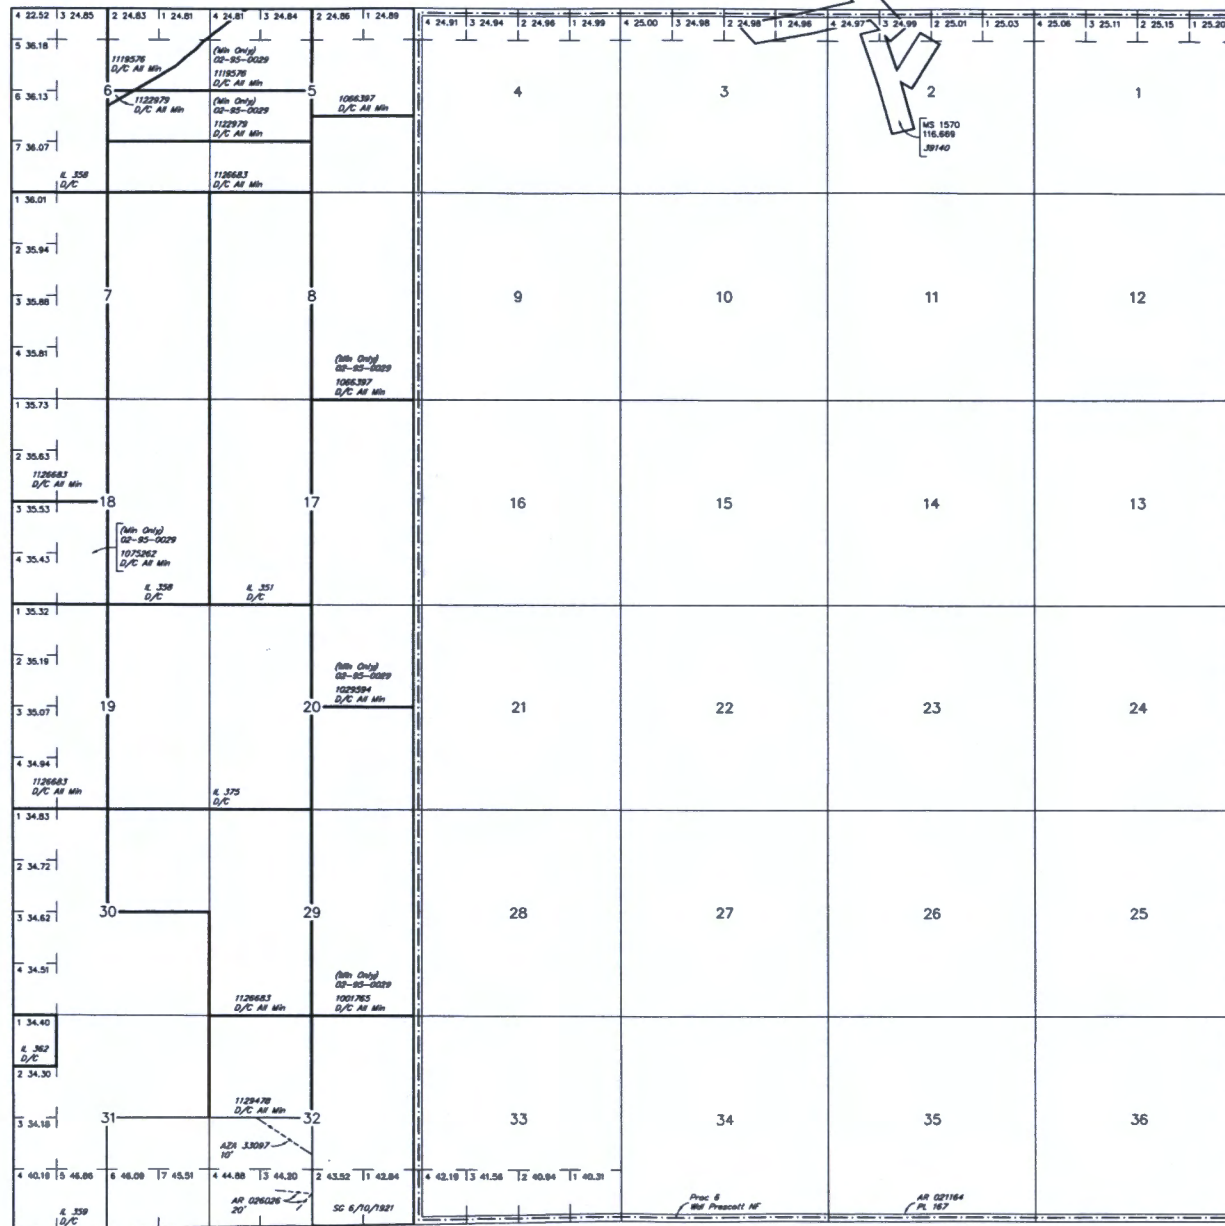 4 22.52 3 24.85 2 24.83 1 24.81 4 24.81 3 24.84 2 24.86 1 24.89 4 24.91 3 24.94 2 24.96 1 24.99 4 25.00 3 24.98 2 24.98 1 24.96 4 24.97 3 24.99 2 25.01 1 25.03 4 25.06 3 25.11 2 25.15 1 25.20
5 36.18
1119576
D/C All Min
(Min Only)
02-95-0029
1119576
D/C All Min
6 36.13
6 5 4 3 2 1
1122979
D/C All Min
(Min Only)
02-95-0029
1122979
D/C All Min
1066397
D/C All Min
MS 1570
116.669
39140
7 36.07
IL 358
D/C
1126683
D/C All Min
1 36.01
2 35.94
3 35.88
7 8 9 10 11 12
4 35.81
(Min Only)
02-95-0029
1066397
D/C All Min
1 35.73
2 35.63
1126683
D/C All Min
3 35.53
18 17 16 15 14 13
(Min Only)
02-95-0029
1075262
D/C All Min
4 35.43
IL 358
D/C
IL 351
D/C
1 35.32
2 35.19
(Min Only)
02-95-0029
1029594
D/C All Min
3 35.07
19 20 21 22 23 24
4 34.94
1126683
D/C All Min
IL 375
D/C
1 34.83
2 34.72
3 34.62
30 29 28 27 26 25
4 34.51
1126683
D/C All Min
(Min Only)
02-95-0029
1001765
D/C All Min
1 34.40
IL 362
D/C
2 34.30
1129478
D/C All Min
3 34.18
31 32 33 34 35 36
AZA 33097
10'
4 40.19 5 46.86 6 46.09 7 45.51 4 44.88 3 44.20 2 43.52 1 42.84 4 42.19 3 41.56 2 40.94 1 40.31
IL 359
D/C
AR 026026
20'
SG 6/10/1921
Proc 6
Wdl Prescott NF
AR 021164
PL 167